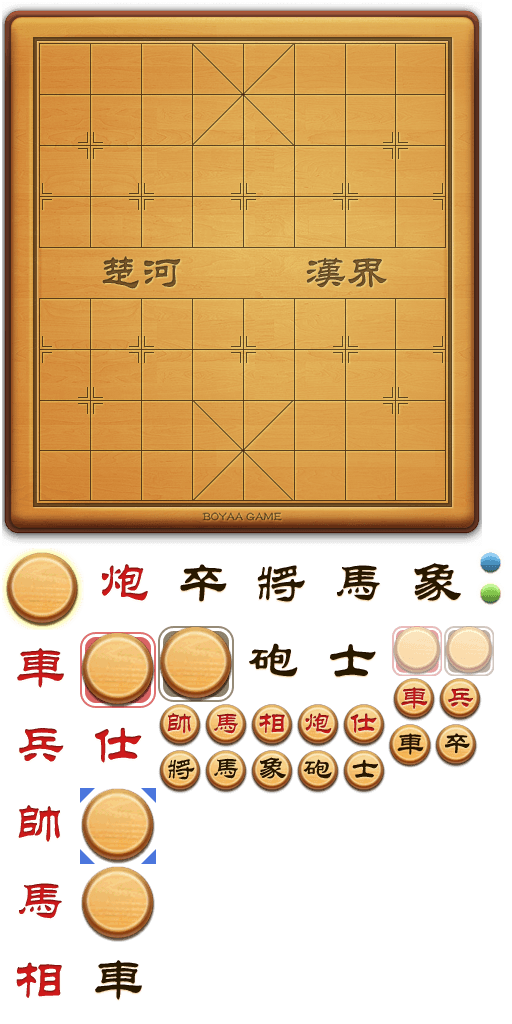 楚河 漢界
BOYAA GAME
炮 卒 將 馬 象
車 砲 士
車 兵
兵 仕 帥 馬 相 炮 仕
車 卒
將 馬 象 砲 士
帥
馬
相 車